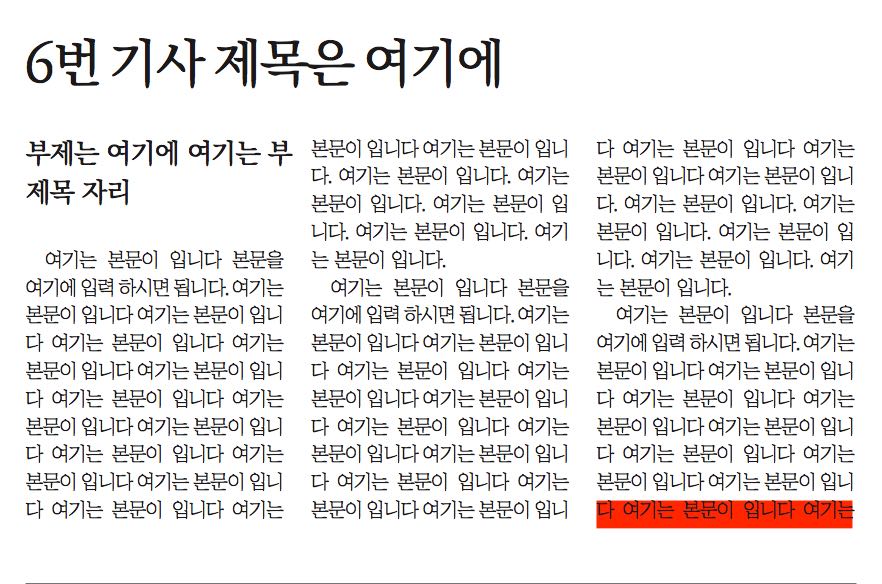 6번 기사 제목은 여기에
부제는 여기에 여기는 부
제목 자리
여기는 본문이 입니다 본문을
여기에 입력 하시면 됩니다. 여기는
본문이 입니다 여기는 본문이 입니
다 여기는 본문이 입니다 여기는
본문이 입니다 여기는 본문이 입니
다 여기는 본문이 입니다 여기는
본문이 입니다 여기는 본문이 입니
다 여기는 본문이 입니다 여기는
본문이 입니다 여기는 본문이 입니
다 여기는 본문이 입니다 여기는
본문이 입니다 여기는 본문이 입니
다. 여기는 본문이 입니다. 여기는
본문이 입니다. 여기는 본문이 입
니다. 여기는 본문이 입니다. 여기
는 본문이 입니다.
여기는 본문이 입니다 본문을
여기에 입력 하시면 됩니다. 여기는
본문이 입니다 여기는 본문이 입니
다 여기는 본문이 입니다 여기는
본문이 입니다 여기는 본문이 입니
다 여기는 본문이 입니다 여기는
본문이 입니다 여기는 본문이 입니
다 여기는 본문이 입니다 여기는
본문이 입니다 여기는 본문이 입니
다 여기는 본문이 입니다 여기는
본문이 입니다 여기는 본문이 입니
다. 여기는 본문이 입니다. 여기는
본문이 입니다. 여기는 본문이 입
니다. 여기는 본문이 입니다. 여기
는 본문이 입니다.
여기는 본문이 입니다 본문을
여기에 입력 하시면 됩니다. 여기는
본문이 입니다 여기는 본문이 입니
다 여기는 본문이 입니다 여기는
본문이 입니다 여기는 본문이 입니
다 여기는 본문이 입니다 여기는
본문이 입니다 여기는 본문이 입니
다 여기는 본문이 입니다 여기는